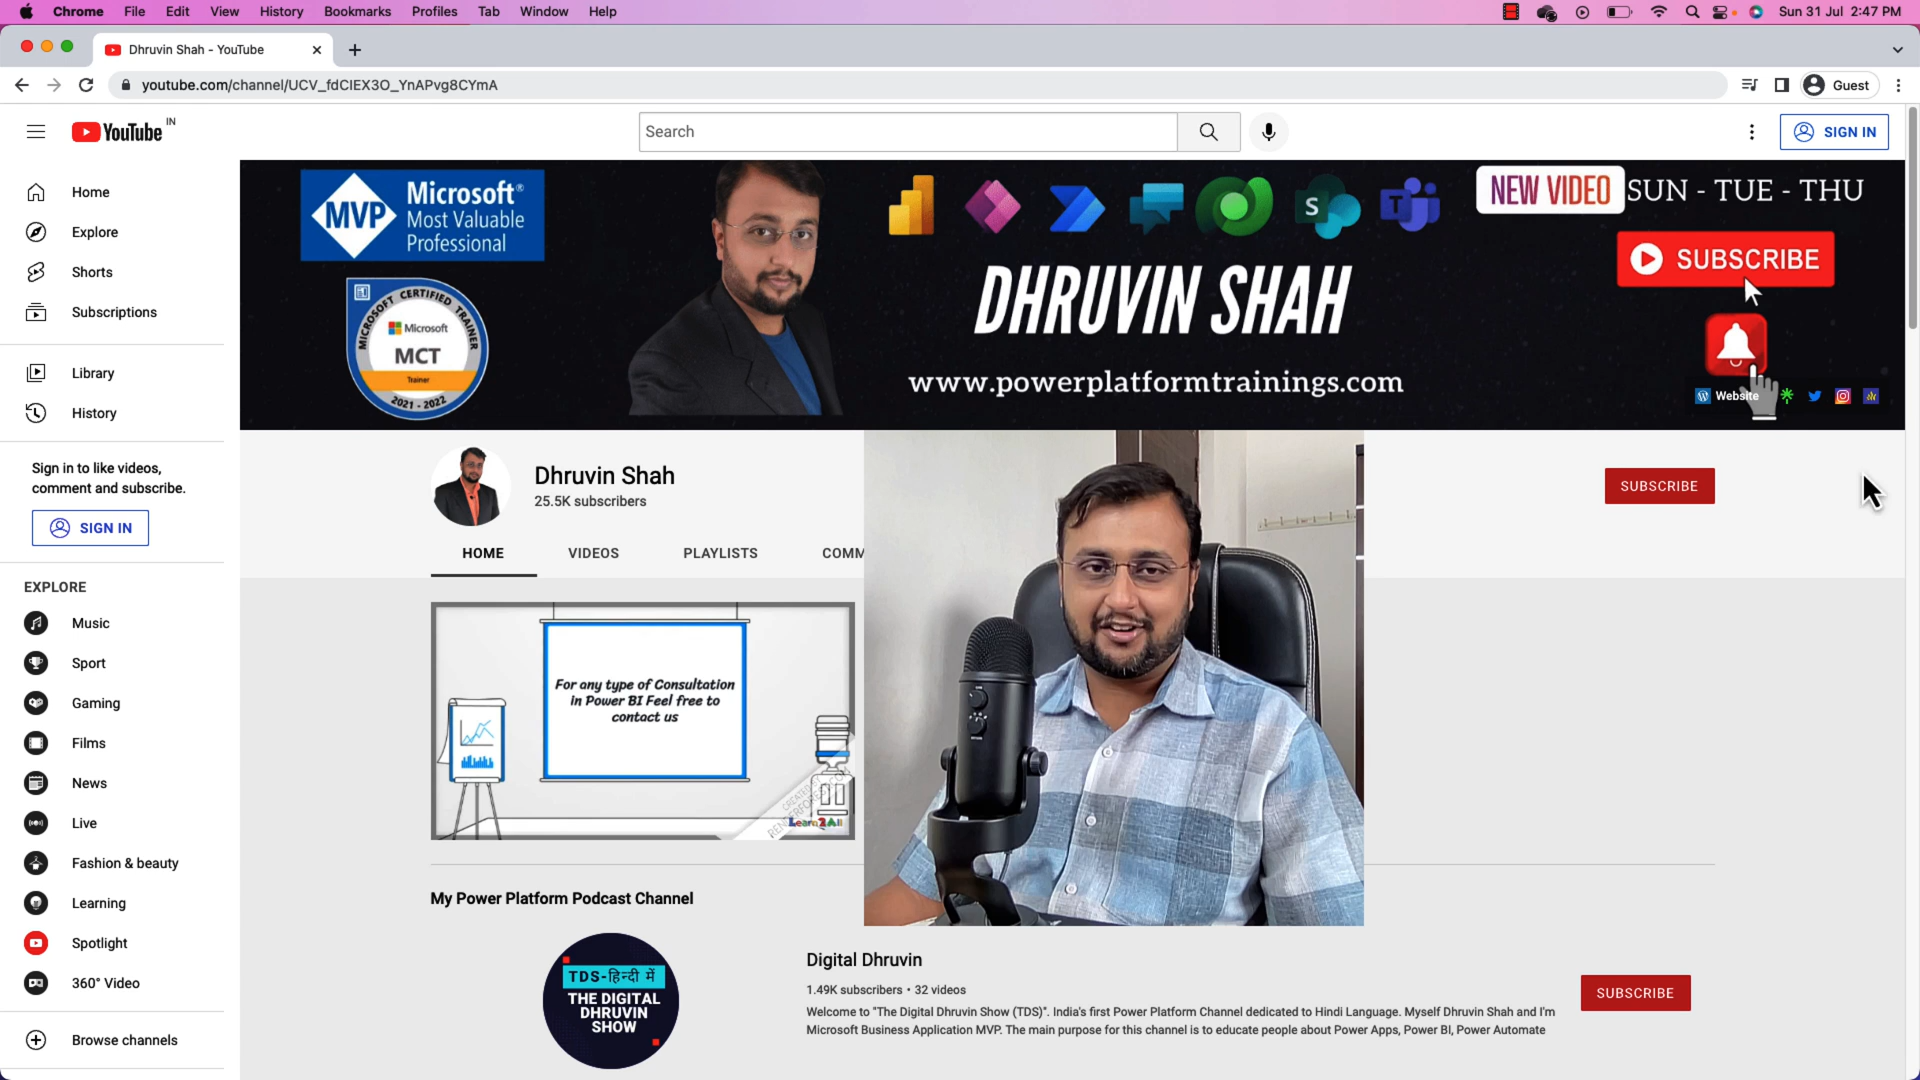 Chrome File Edit View History Bookmarks Profiles Tab Window Help
Sun 31 Jul 2:47 PM
Dhruvin Shah - YouTube
youtube.com/channel/UCV_fdCIEX3O_YnAPvg8CYmA
Guest
YouTube IN
Search
SIGN IN
Home
Explore
Shorts
Subscriptions
Library
History
Sign in to like videos,
comment and subscribe.
SIGN IN
EXPLORE
Music
Sport
Gaming
Films
News
Live
Fashion & beauty
Learning
Spotlight
360° Video
Browse channels
MVP
Microsoft®
Most Valuable
Professional
MICROSOFT CERTIFIED TRAINER
Microsoft
MCT
Trainer
2021 - 2022
S
T
DHRUVIN SHAH
www.powerplatformtrainings.com
NEW VIDEO SUN - TUE - THU
SUBSCRIBE
Website
Dhruvin Shah
25.5K subscribers
SUBSCRIBE
HOME VIDEOS PLAYLISTS COMM
For any type of Consultation
in Power BI Feel free to
contact us
Learn2All
My Power Platform Podcast Channel
TDS-हिन्दी में
THE DIGITAL
DHRUVIN
SHOW
Digital Dhruvin
1.49K subscribers • 32 videos
Welcome to "The Digital Dhruvin Show (TDS)". India's first Power Platform Channel dedicated to Hindi Language. Myself Dhruvin Shah and I'm
Microsoft Business Application MVP. The main purpose for this channel is to educate people about Power Apps, Power BI, Power Automate
SUBSCRIBE